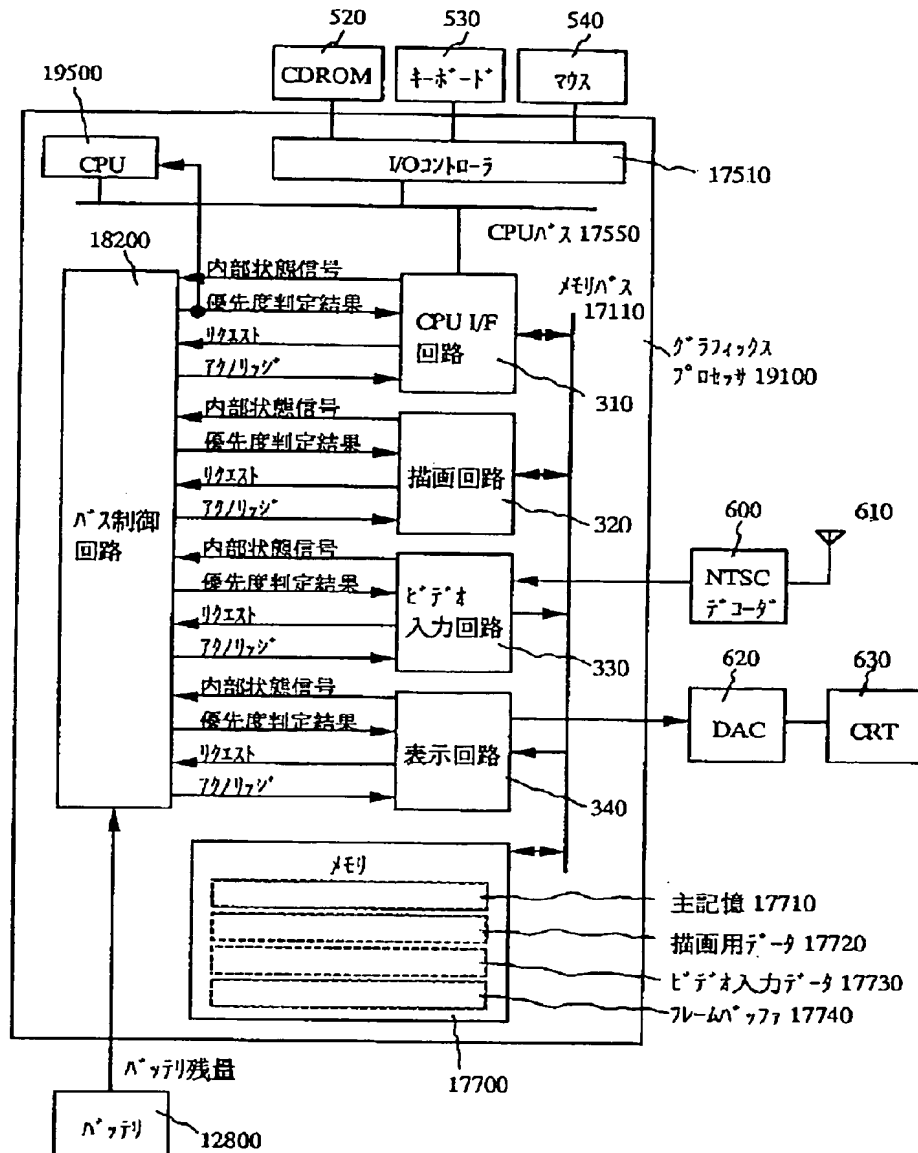 520
530
540
19500
CDROM
キーボード
マウス
CPU
I/Oコントローラ
17510
CPUバス 17550
18200
内部状態信号
優先度判定結果
リクエスト
アクノリッジ
CPU I/F
回路
310
メモリバス
17110
グラフィックス
プロセッサ 19100
内部状態信号
優先度判定結果
リクエスト
アクノリッジ
描画回路
320
バス制御
回路
内部状態信号
優先度判定結果
リクエスト
アクノリッジ
ビデオ
入力回路
330
600
610
NTSC
デコーダ
内部状態信号
優先度判定結果
リクエスト
アクノリッジ
表示回路
340
620
630
DAC
CRT
メモリ
主記憶 17710
描画用データ 17720
ビデオ入力データ 17730
フレームバッファ 17740
17700
バッテリ残量
バッテリ
12800